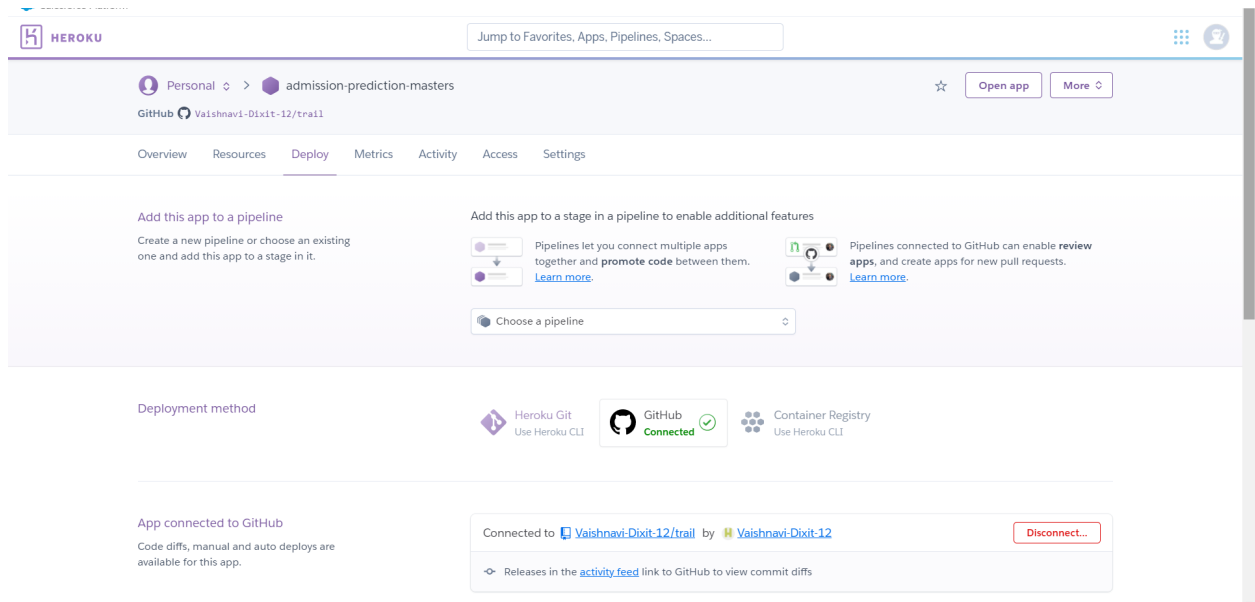 HEROKU
Jump to Favorites, Apps, Pipelines, Spaces...
Personal > admission-prediction-masters
Open app
More
GitHub Vaishnavi-Dixit-12/trail
Overview Resources Deploy Metrics Activity Access Settings
Add this app to a pipeline
Create a new pipeline or choose an existing
one and add this app to a stage in it.
Add this app to a stage in a pipeline to enable additional features
Pipelines let you connect multiple apps
together and promote code between them.
Learn more.
Pipelines connected to GitHub can enable review
apps, and create apps for new pull requests.
Learn more.
Choose a pipeline
Deployment method
Heroku Git
Use Heroku CLI
GitHub
Connected
Container Registry
Use Heroku CLI
App connected to GitHub
Code diffs, manual and auto deploys are
available for this app.
Connected to Vaishnavi-Dixit-12/trail by Vaishnavi-Dixit-12
Disconnect...
Releases in the activity feed link to GitHub to view commit diffs